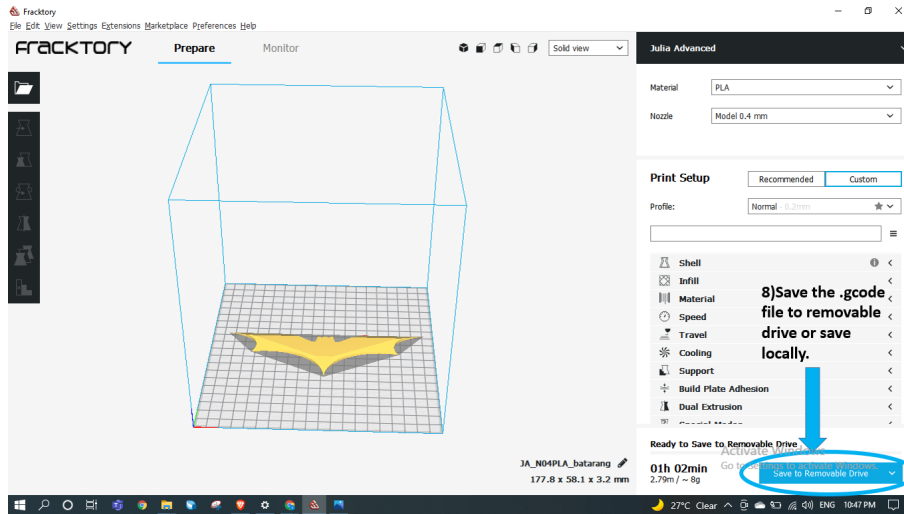 Fracktory
File Edit View Settings Extensions Marketplace Preferences Help
FracKTOrY
Prepare
Monitor
Solid view
Julia Advanced
Material
PLA
Nozzle
Model 0.4 mm
Print Setup
Recommended
Custom
Profile:
Normal - 0.2mm
Shell
Infill
Material
Speed
Travel
Cooling
Support
Build Plate Adhesion
Dual Extrusion
Special Modes
8)Save the .gcode
file to removable
drive or save
locally.
Ready to Save to Removable Drive
Activate Windows
Go to Settings to activate Windows.
JA_N04PLA_batarang
177.8 x 58.1 x 3.2 mm
01h 02min
2.79m / ~ 8g
Save to Removable Drive
27°C Clear
ENG
10:47 PM